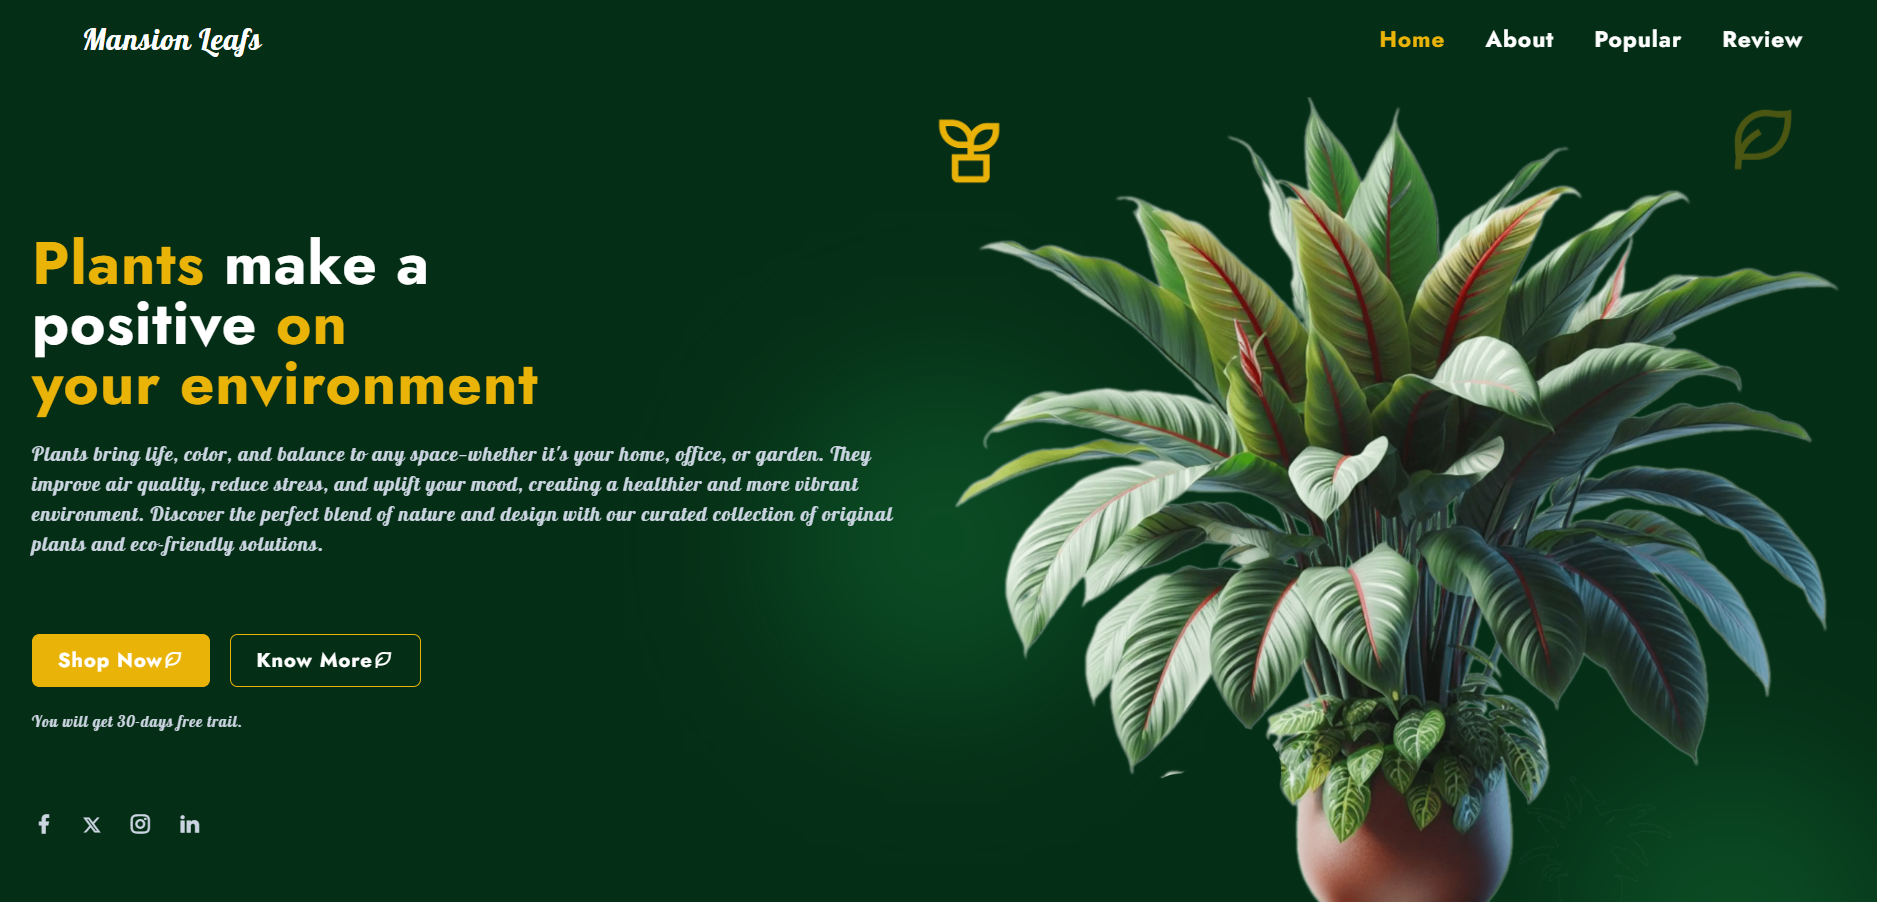 Mansion Leafs
Home About Popular Review
Plants make a
positive on
your environment
Plants bring life, color, and balance to any space—whether it's your home, office, or garden. They
improve air quality, reduce stress, and uplift your mood, creating a healthier and more vibrant
environment. Discover the perfect blend of nature and design with our curated collection of original
plants and eco-friendly solutions.
Shop Now Know More
You will get 30-days free trail.